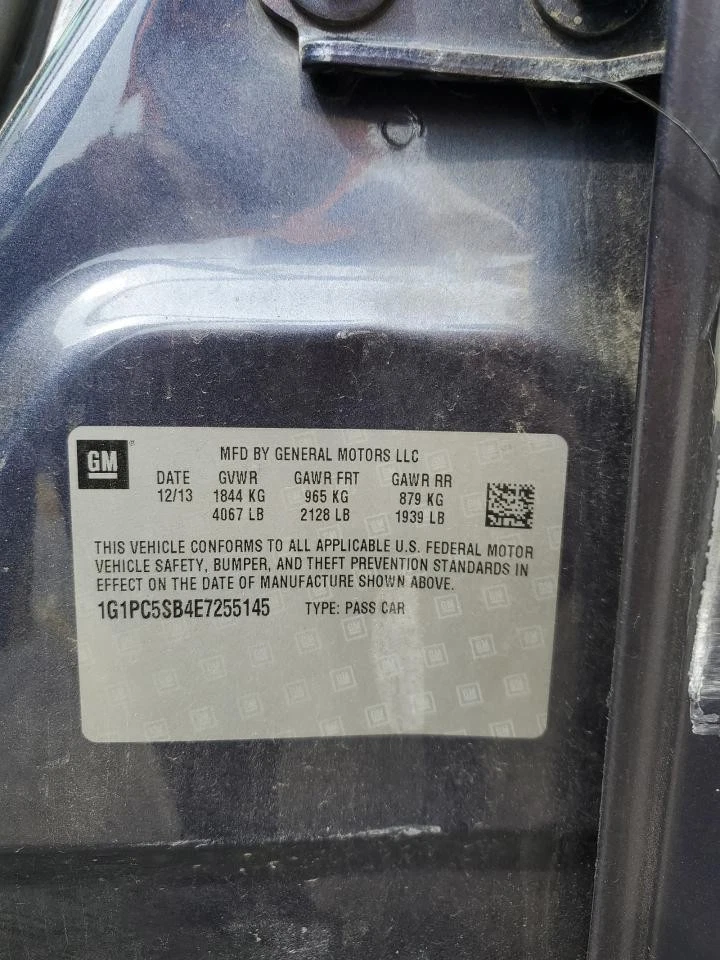 GM
MFD BY GENERAL MOTORS LLC
DATE GVWR GAWR FRT GAWR RR
12/13 1844 KG 965 KG 879 KG
4067 LB 2128 LB 1939 LB
THIS VEHICLE CONFORMS TO ALL APPLICABLE U.S. FEDERAL MOTOR
VEHICLE SAFETY, BUMPER, AND THEFT PREVENTION STANDARDS IN
EFFECT ON THE DATE OF MANUFACTURE SHOWN ABOVE.
1G1PC5SB4E7255145 TYPE: PASS CAR